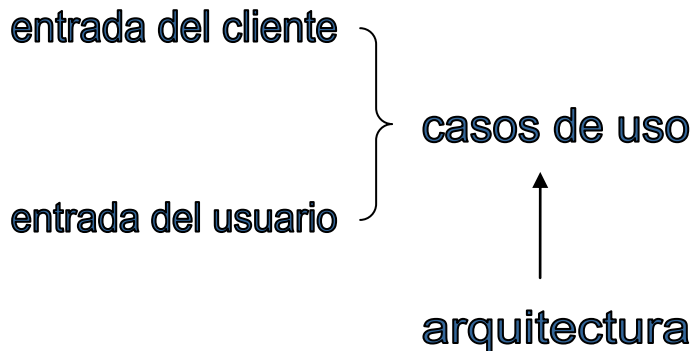 entrada del cliente
casos de uso
entrada del usuario
arquitectura